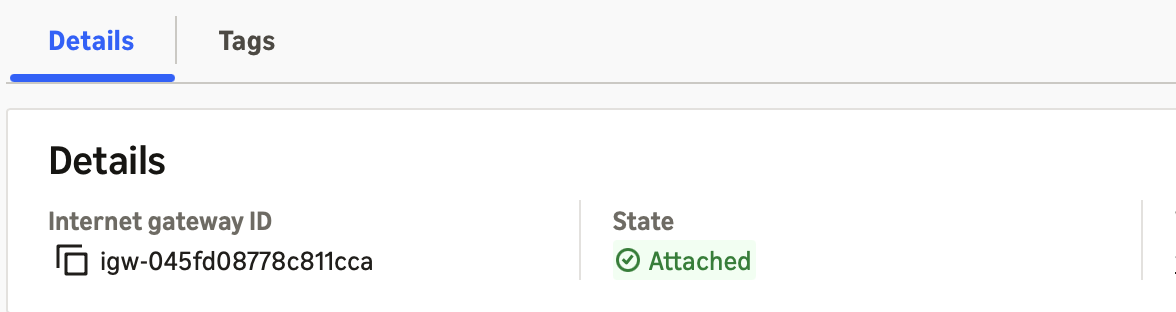 Details
Tags
Details
Internet gateway ID
State
igw-045fd08778c811cca
Attached